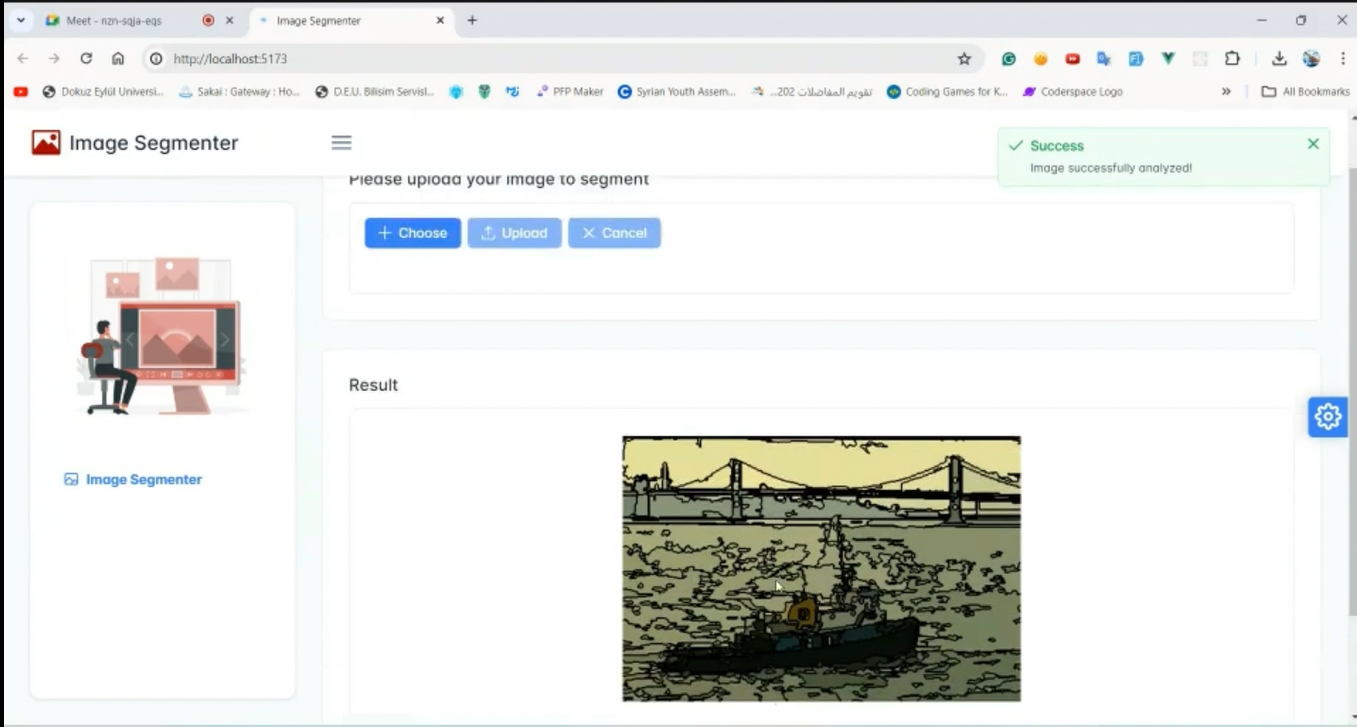 Meet - nzn-sqja-eqs
Image Segmenter
http://localhost:5173
Dokuz Eylül Universi...
Sakai : Gateway : Ho...
D.E.U. Bilisim Servisl...
PFP Maker
Syrian Youth Assem...
تقويم المفاضلات 202...
Coding Games for K...
Coderspace Logo
All Bookmarks
Image Segmenter
Success
Image successfully analyzed!
Please upload your image to segment
Choose
Upload
Cancel
Result
Image Segmenter